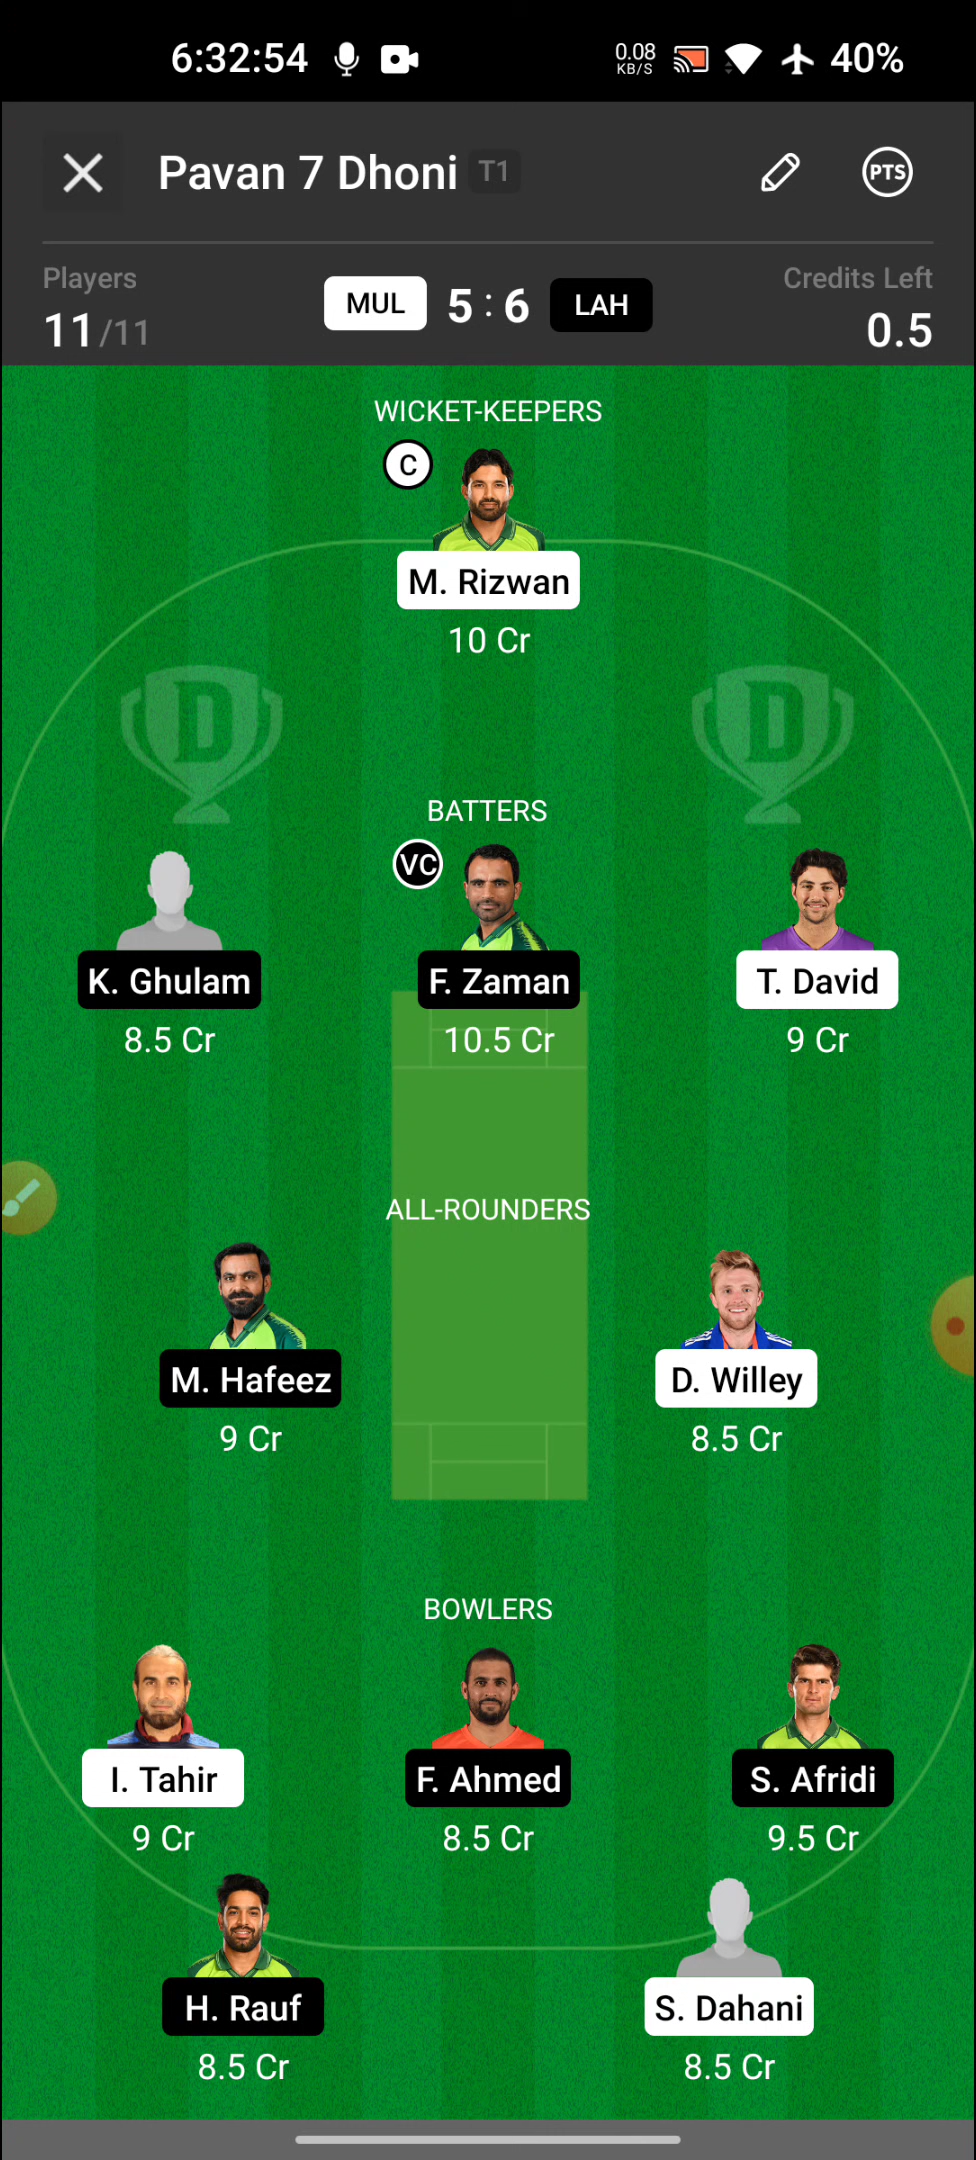 6:32:54 0.08 KB/S 40%
Pavan 7 Dhoni T1 PTS
Players MUL 5 : 6 LAH Credits Left
11/11 0.5
WICKET-KEEPERS
C
M. Rizwan
10 Cr
D D
BATTERS
VC
K. Ghulam F. Zaman T. David
8.5 Cr 10.5 Cr 9 Cr
ALL-ROUNDERS
M. Hafeez D. Willey
9 Cr 8.5 Cr
BOWLERS
I. Tahir F. Ahmed S. Afridi
9 Cr 8.5 Cr 9.5 Cr
H. Rauf S. Dahani
8.5 Cr 8.5 Cr